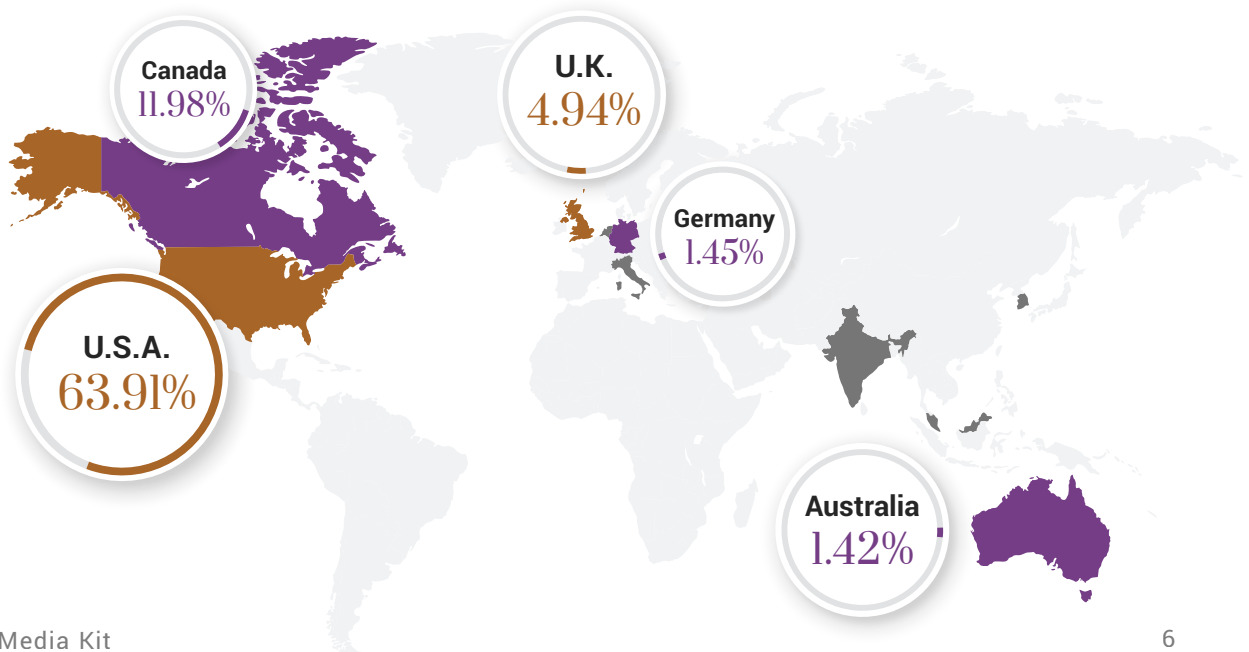 Canada
11.98%
U.K.
4.94%
Germany
1.45%
U.S.A.
63.91%
Australia
1.42%
Media Kit
6